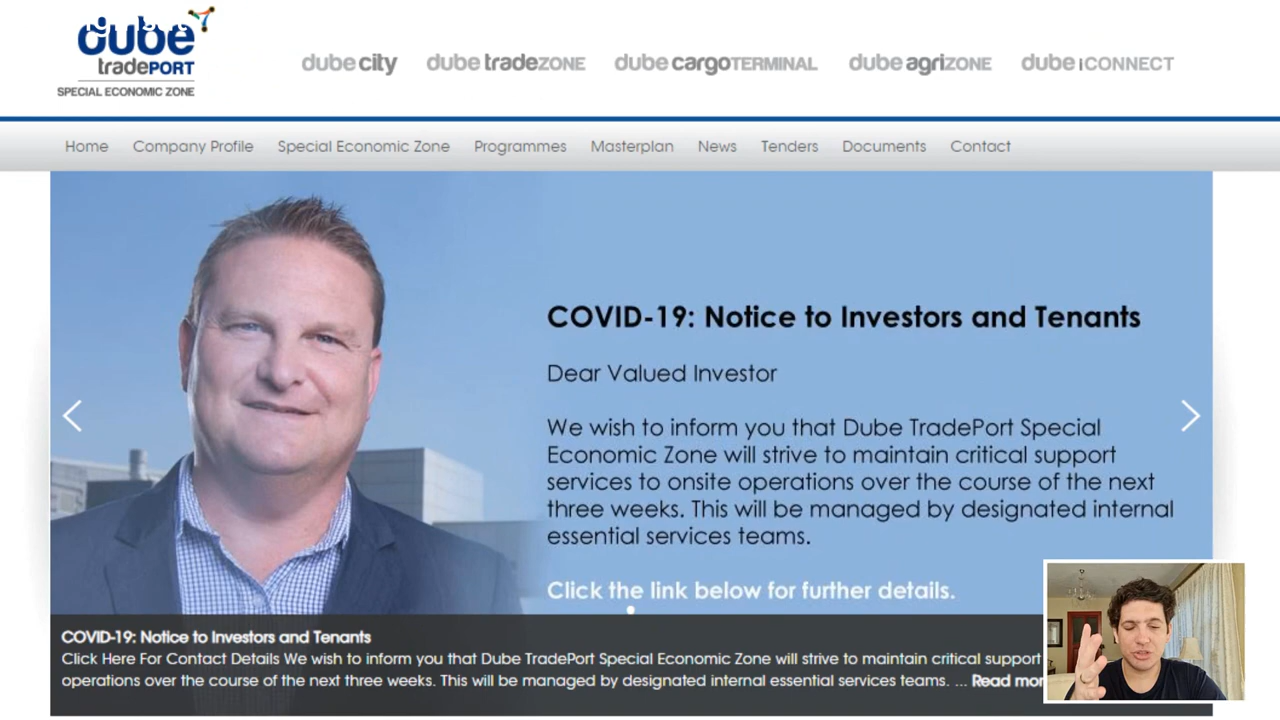 dube
tradePORT
SPECIAL ECONOMIC ZONE
dube city dube tradeZONE dube cargoTERMINAL dube agriZONE dube iCONNECT
Home Company Profile Special Economic Zone Programmes Masterplan News Tenders Documents Contact
COVID-19: Notice to Investors and Tenants
Dear Valued Investor
We wish to inform you that Dube TradePort Special
Economic Zone will strive to maintain critical support
services to onsite operations over the course of the next
three weeks. This will be managed by designated internal
essential services teams.
Click the link below for further details.
COVID-19: Notice to Investors and Tenants
Click Here For Contact Details We wish to inform you that Dube TradePort Special Economic Zone will strive to maintain critical support
operations over the course of the next three weeks. This will be managed by designated internal essential services teams. ... Read